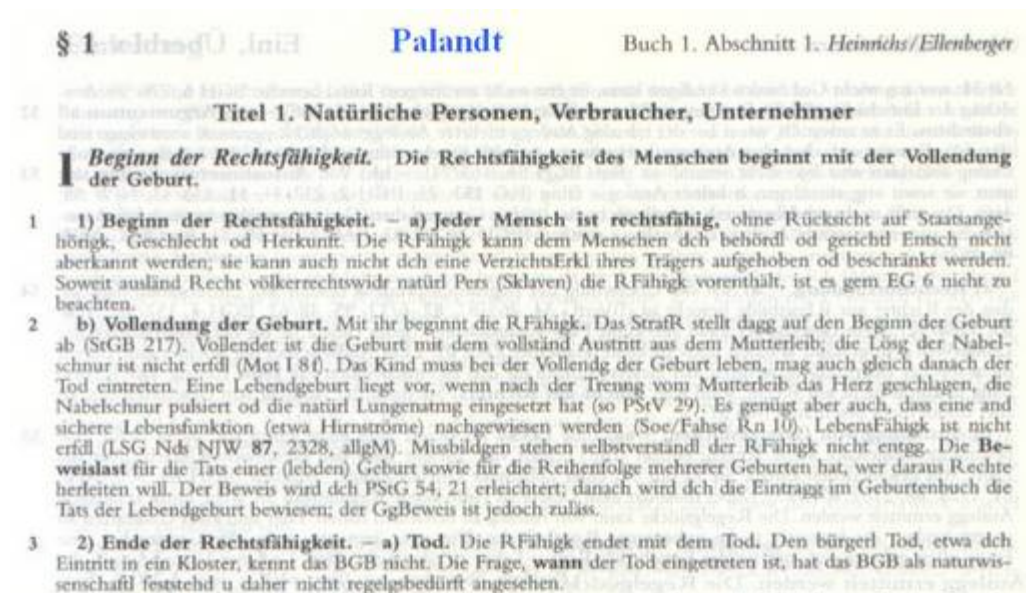 § 1
Palandt
Buch 1. Abschnitt 1. Heinrichs/Ellenberger
Titel 1. Natürliche Personen, Verbraucher, Unternehmer
1 Beginn der Rechtsfähigkeit. Die Rechtsfähigkeit des Menschen beginnt mit der Vollendung
der Geburt.
1 1) Beginn der Rechtsfähigkeit. – a) Jeder Mensch ist rechtsfähig, ohne Rücksicht auf Staatsange-
hörigk, Geschlecht od Herkunft. Die RFähigk kann dem Menschen dch behördl od gerichtl Entsch nicht
aberkannt werden; sie kann auch nicht dch eine VerzichtsErkl ihres Trägers aufgehoben od beschränkt werden.
Soweit ausländ Recht völkerrechtswidr natürl Pers (Sklaven) die RFähigk vorenthält, ist es gem EG 6 nicht zu
beachten.
2 b) Vollendung der Geburt. Mit ihr beginnt die RFähigk. Das StrafR stellt dagg auf den Beginn der Geburt
ab (StGB 217). Vollendet ist die Geburt mit dem vollständ Austritt aus dem Mutterleib; die Lösg der Nabel-
schnur ist nicht erfdl (Mot I 8f). Das Kind muss bei der Vollendg der Geburt leben, mag auch gleich danach der
Tod eintreten. Eine Lebendgeburt liegt vor, wenn nach der Trenng vom Mutterleib das Herz geschlagen, die
Nabelschnur pulsiert od die natürl Lungenatmg eingesetzt hat (so PStV 29). Es genügt aber auch, dass eine and
sichere Lebensfunktion (etwa Hirnströme) nachgewiesen werden (Soe/Fahse Rn 10). LebensFähigk ist nicht
erfdl (LSG Nds NJW 87, 2328, allgM). Missbildgen stehen selbstverständl der RFähigk nicht entgg. Die Be-
weislast für die Tats einer (lebden) Geburt sowie für die Reihenfolge mehrerer Geburten hat, wer daraus Rechte
herleiten will. Der Beweis wird dch PStG 54, 21 erleichtert; danach wird dch die Eintragg im Geburtenbuch die
Tats der Lebendgeburt bewiesen; der GgBeweis ist jedoch zuläss.
3 2) Ende der Rechtsfähigkeit. – a) Tod. Die RFähigk endet mit dem Tod. Den bürgerl Tod, etwa dch
Eintritt in ein Kloster, kennt das BGB nicht. Die Frage, wann der Tod eingetreten ist, hat das BGB als naturwis-
senschaftl feststehd u daher nicht regelgsbedürft angesehen.